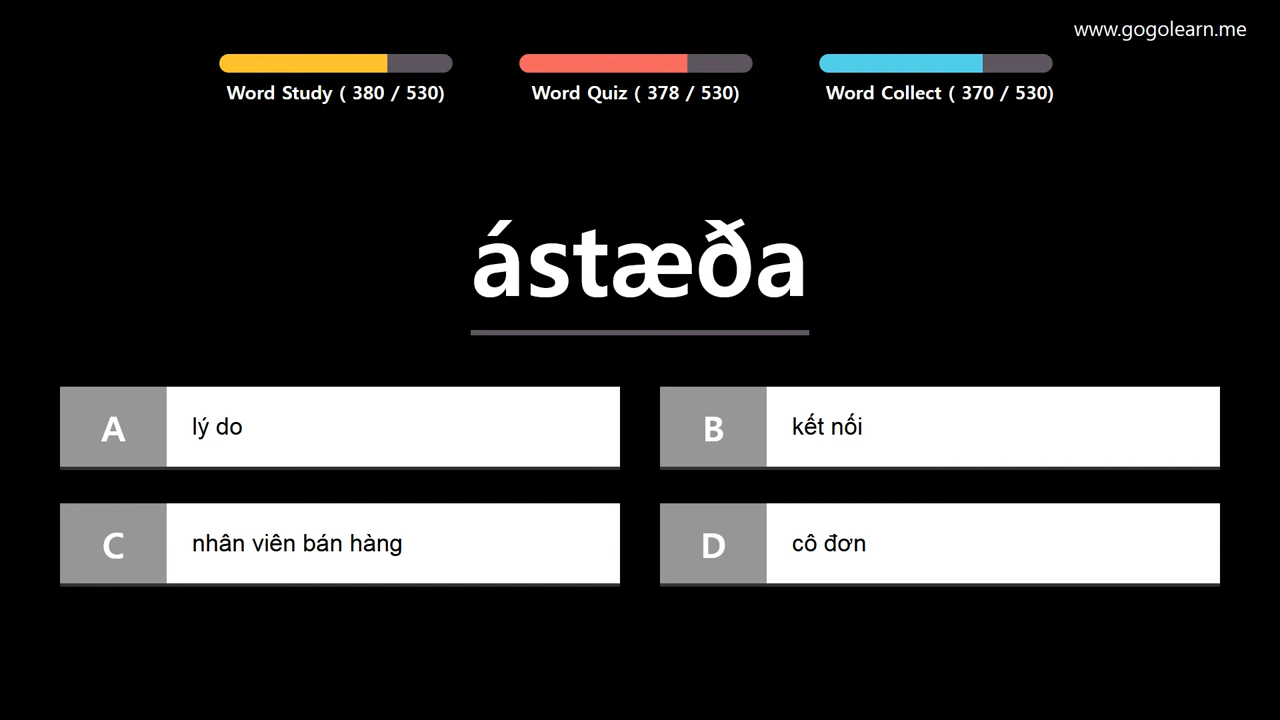 www.gogolearn.me
Word Study ( 380 / 530)
Word Quiz ( 378 / 530)
Word Collect ( 370 / 530)
ástæða
A lý do
B kết nối
C nhân viên bán hàng
D cô đơn